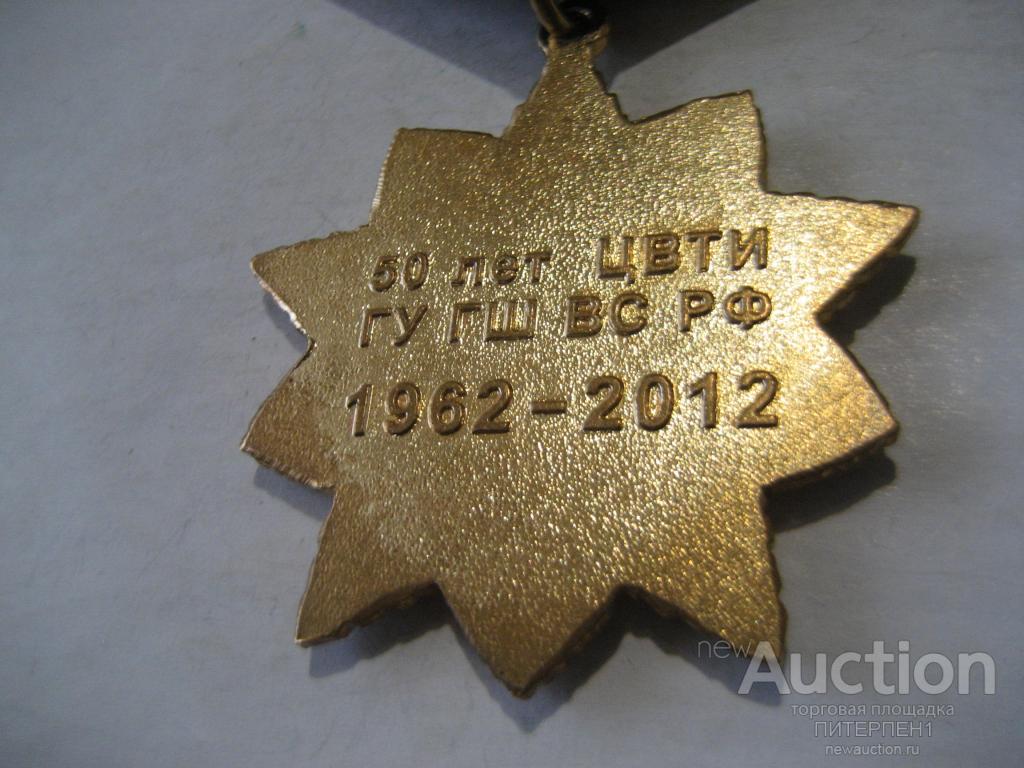 50 лет ЦВТИ
ГУ ГШ ВС РФ
1962-2012
newAuction
торговая площадка
ПИТЕРПЕН1
newauction.ru